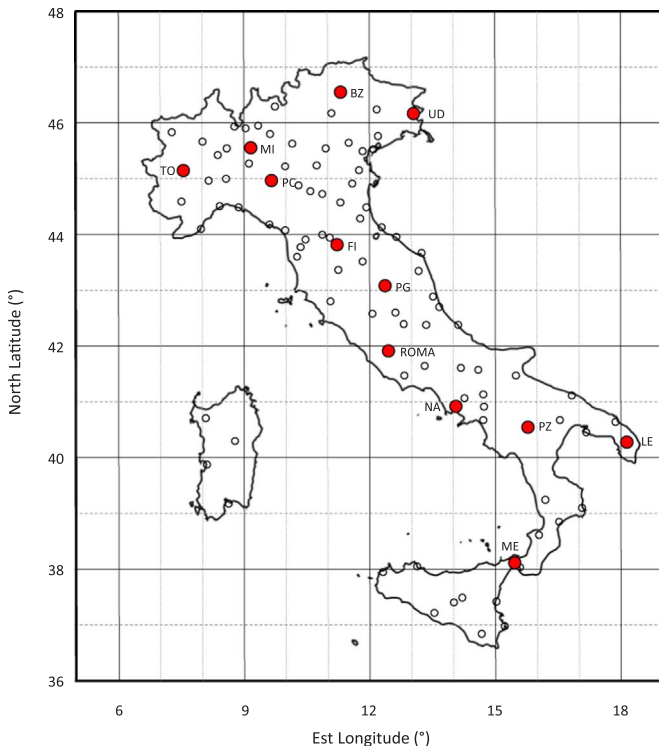 48
BZ
46
UD
MI
TO
PC
44
FI
PG
42
ROMA
NA
PZ
LE
40
ME
38
36
6
9
12
15
18
North Latitude (°)
Est Longitude (°)